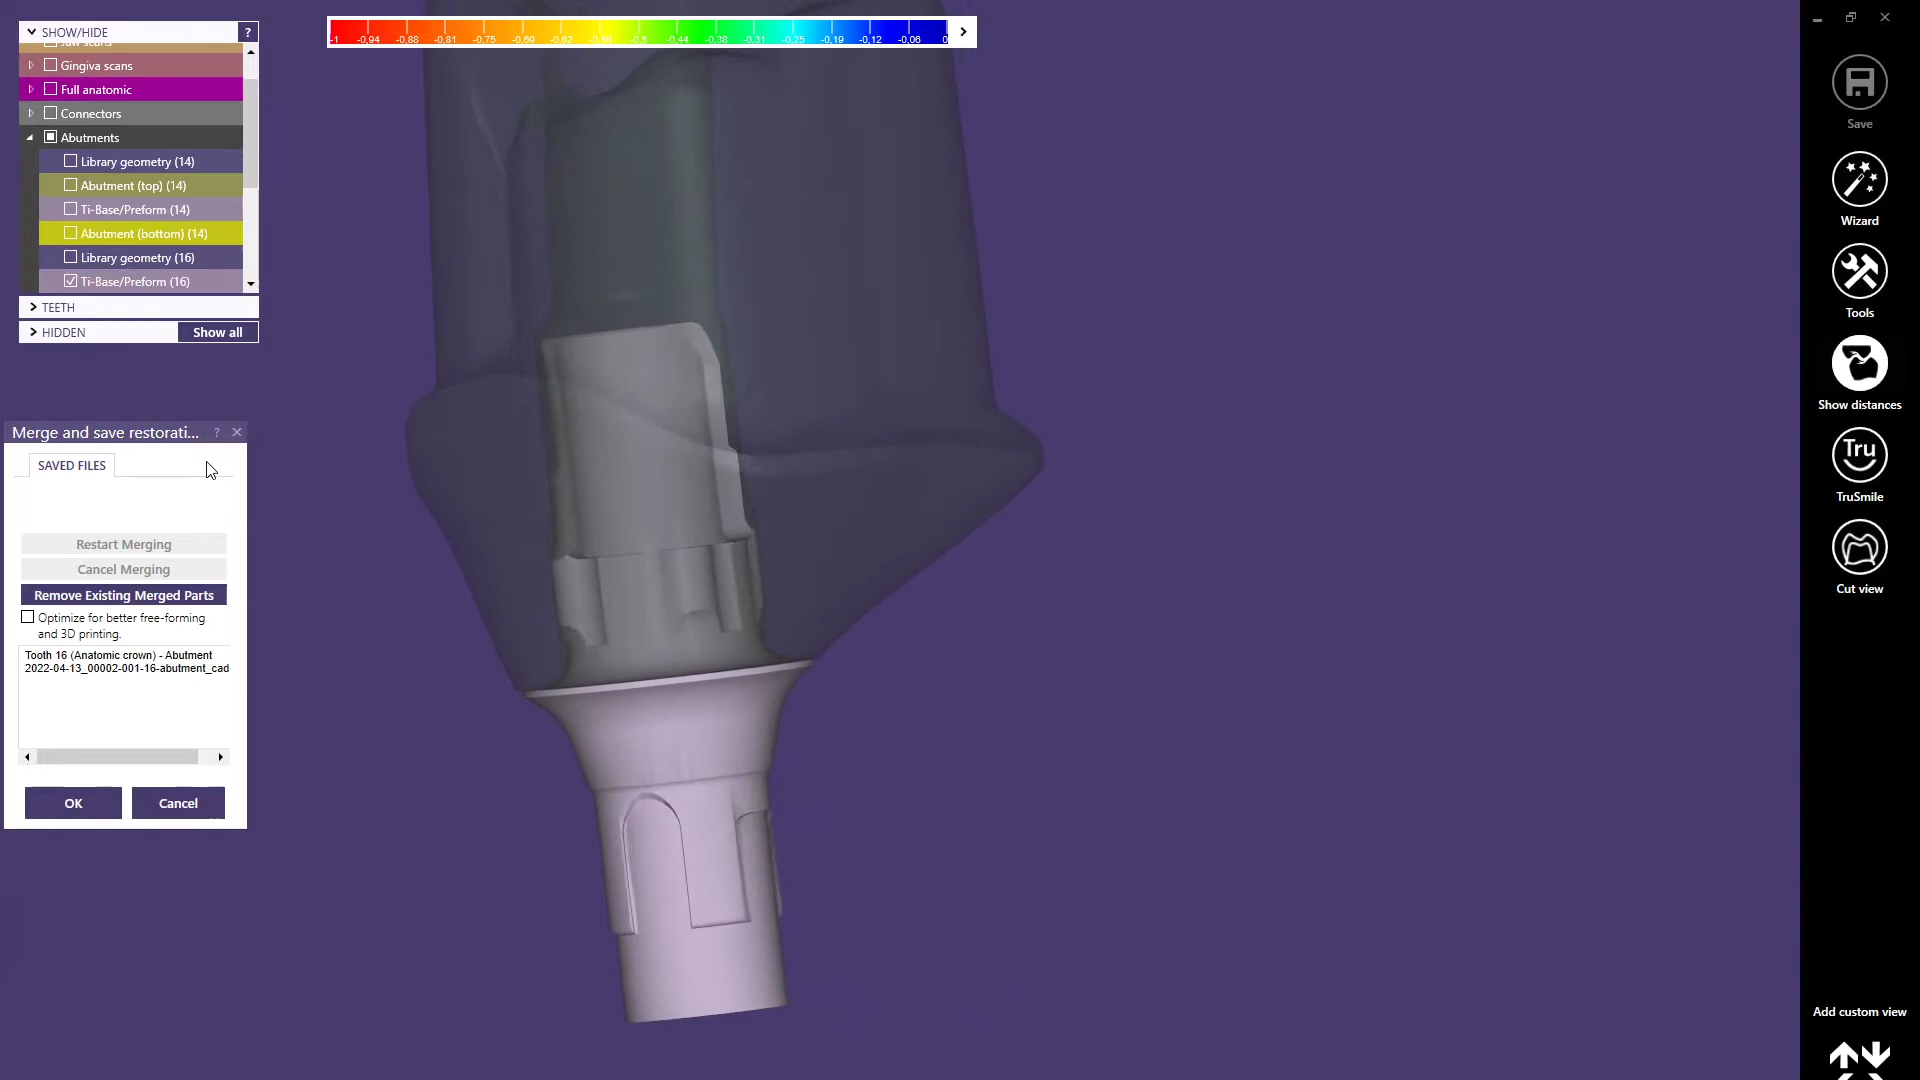 SHOW/HIDE
?
Jaw scans
Gingiva scans
Full anatomic
Connectors
Abutments
Library geometry (14)
Abutment (top) (14)
Ti-Base/Preform (14)
Abutment (bottom) (14)
Library geometry (16)
Ti-Base/Preform (16)
TEETH
HIDDEN
Show all
-1 -0,94 -0,88 -0,81 -0,75 -0,69 -0,62 -0,56 -0,5 -0,44 -0,38 -0,31 -0,25 -0,19 -0,12 -0,06 0
Merge and save restorati... ?
SAVED FILES
Restart Merging
Cancel Merging
Remove Existing Merged Parts
Optimize for better free-forming
and 3D printing.
Tooth 16 (Anatomic crown) - Abutment
2022-04-13_00002-001-16-abutment_cad
OK
Cancel
Save
Wizard
Tools
Show distances
Tru
TruSmile
Cut view
Add custom view